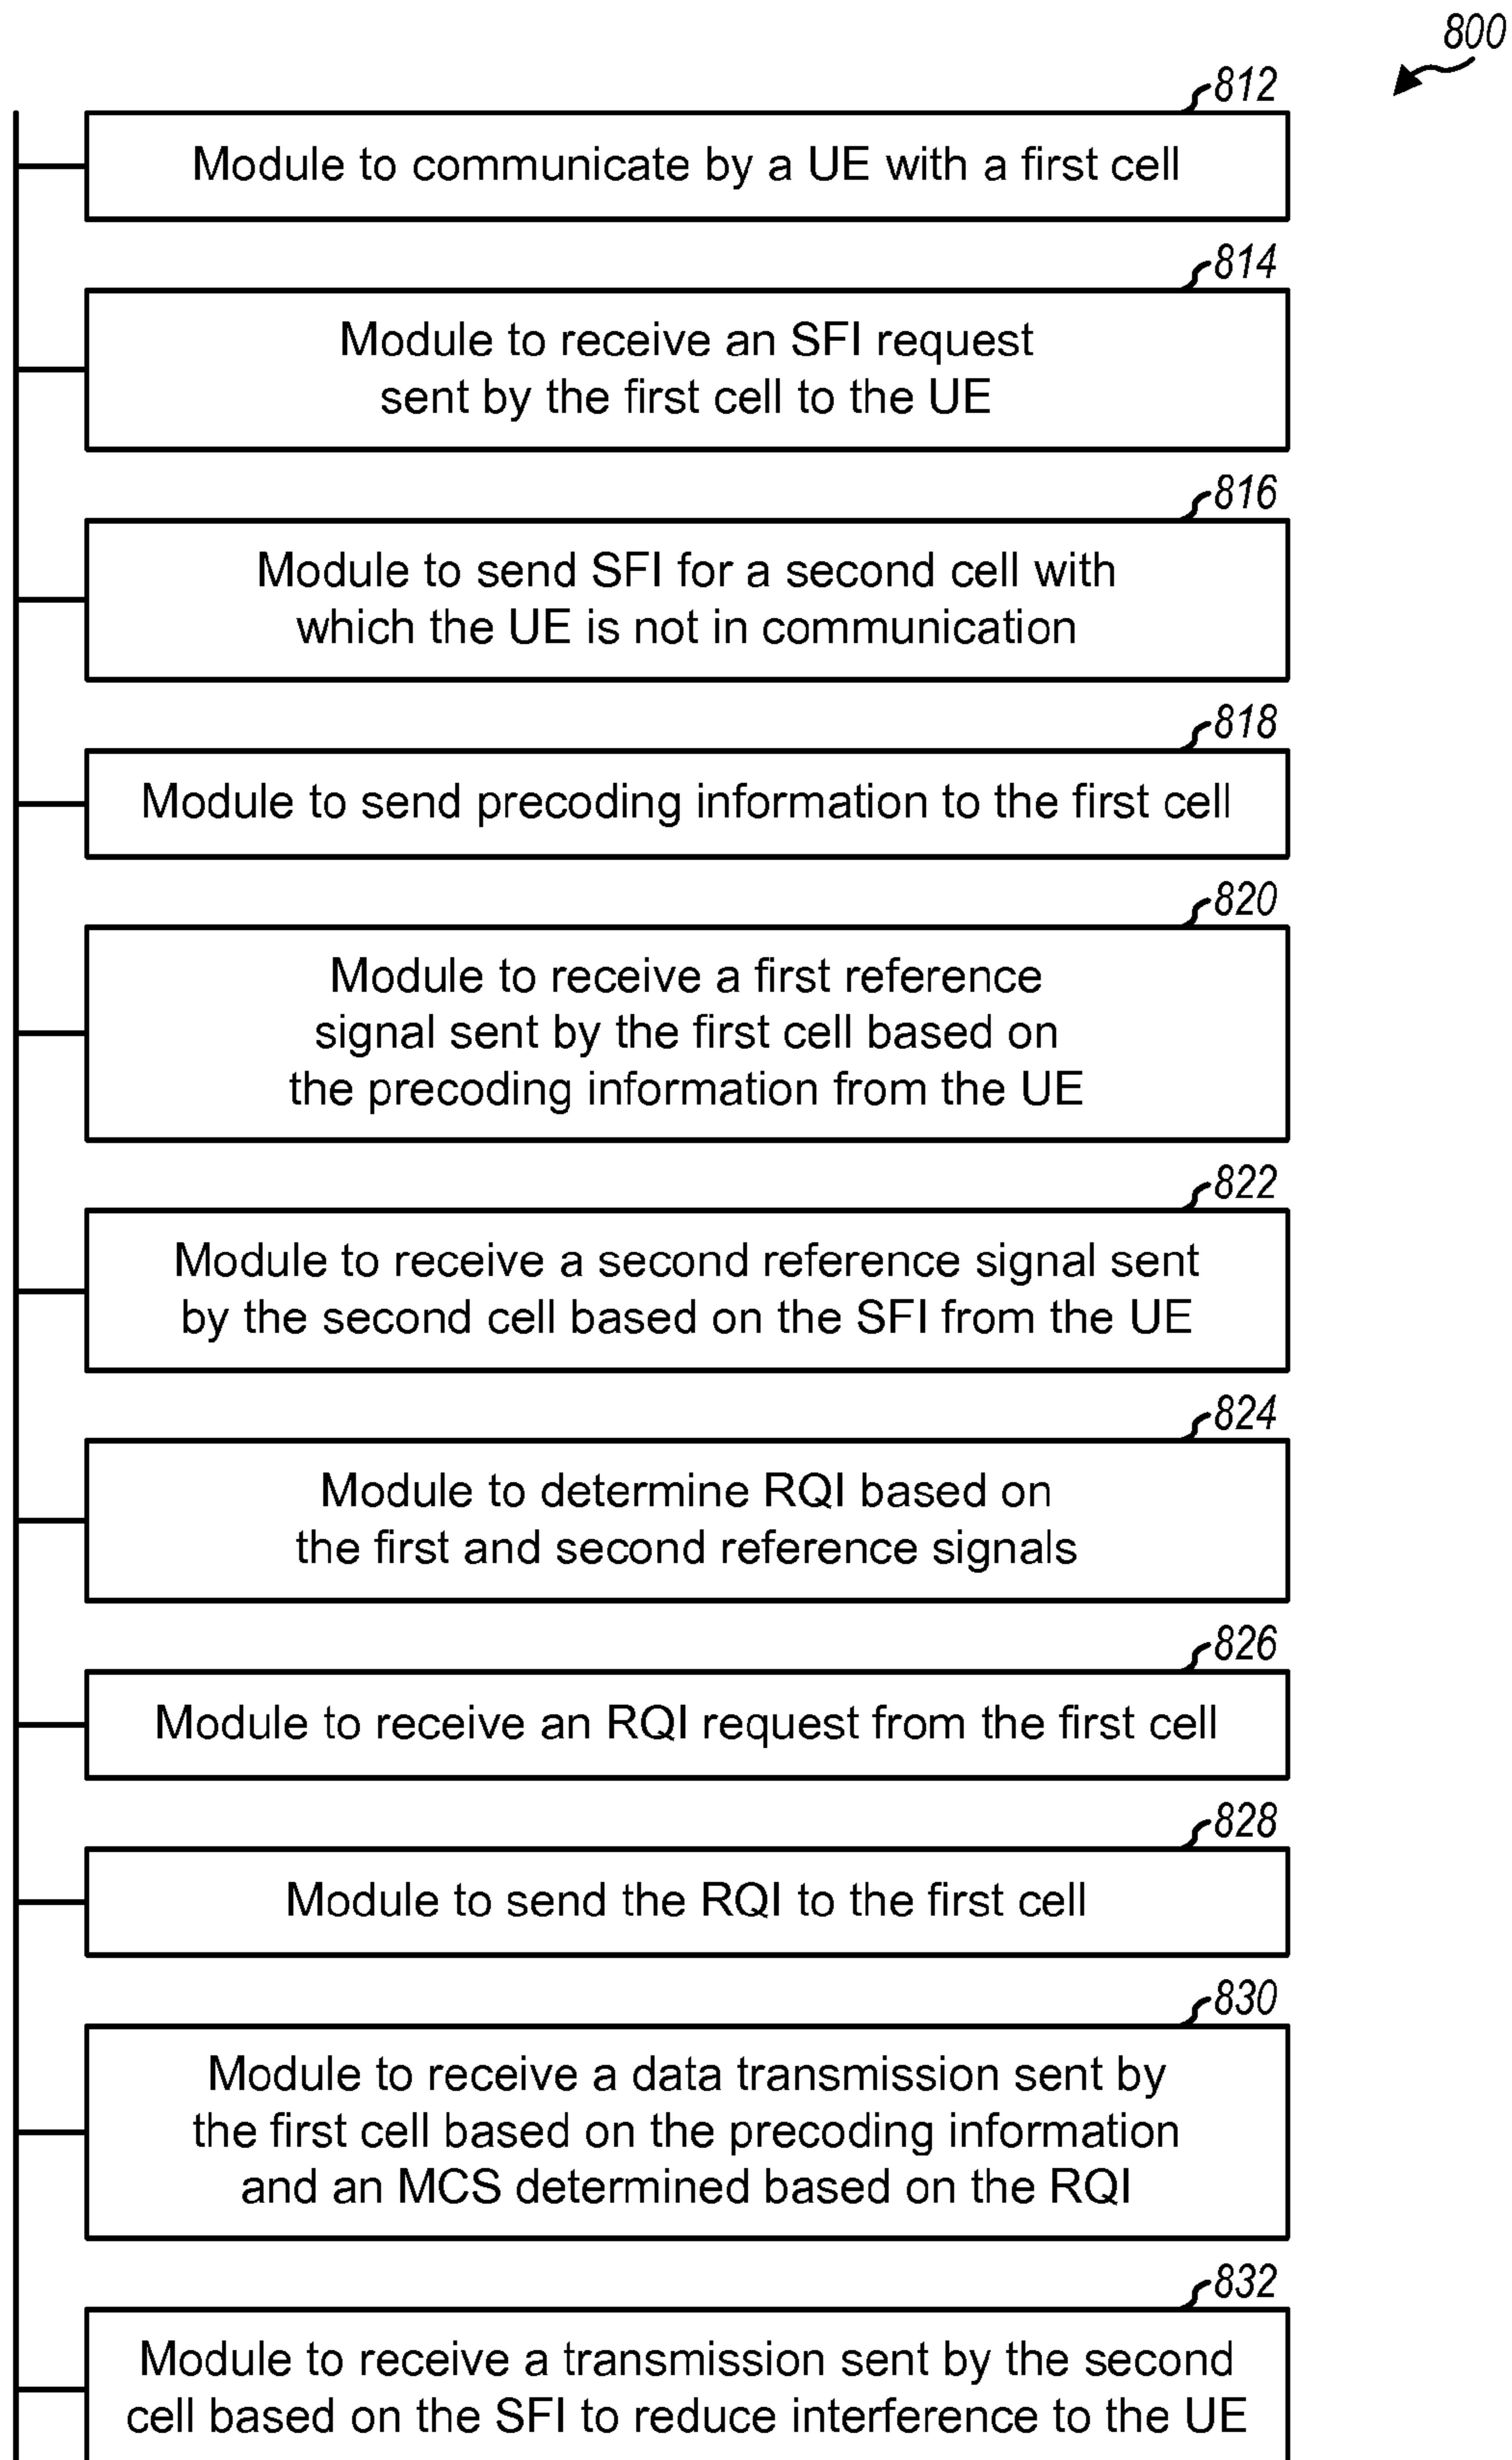 800
812
Module to communicate by a UE with a first cell
814
Module to receive an SFI request
sent by the first cell to the UE
816
Module to send SFI for a second cell with
which the UE is not in communication
818
Module to send precoding information to the first cell
820
Module to receive a first reference
signal sent by the first cell based on
the precoding information from the UE
822
Module to receive a second reference signal sent
by the second cell based on the SFI from the UE
824
Module to determine RQI based on
the first and second reference signals
826
Module to receive an RQI request from the first cell
828
Module to send the RQI to the first cell
830
Module to receive a data transmission sent by
the first cell based on the precoding information
and an MCS determined based on the RQI
832
Module to receive a transmission sent by the second
cell based on the SFI to reduce interference to the UE